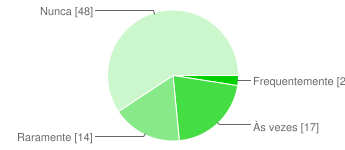 Nunca [48]
Frequentemente [2
Às vezes [17]
Raramente [14]